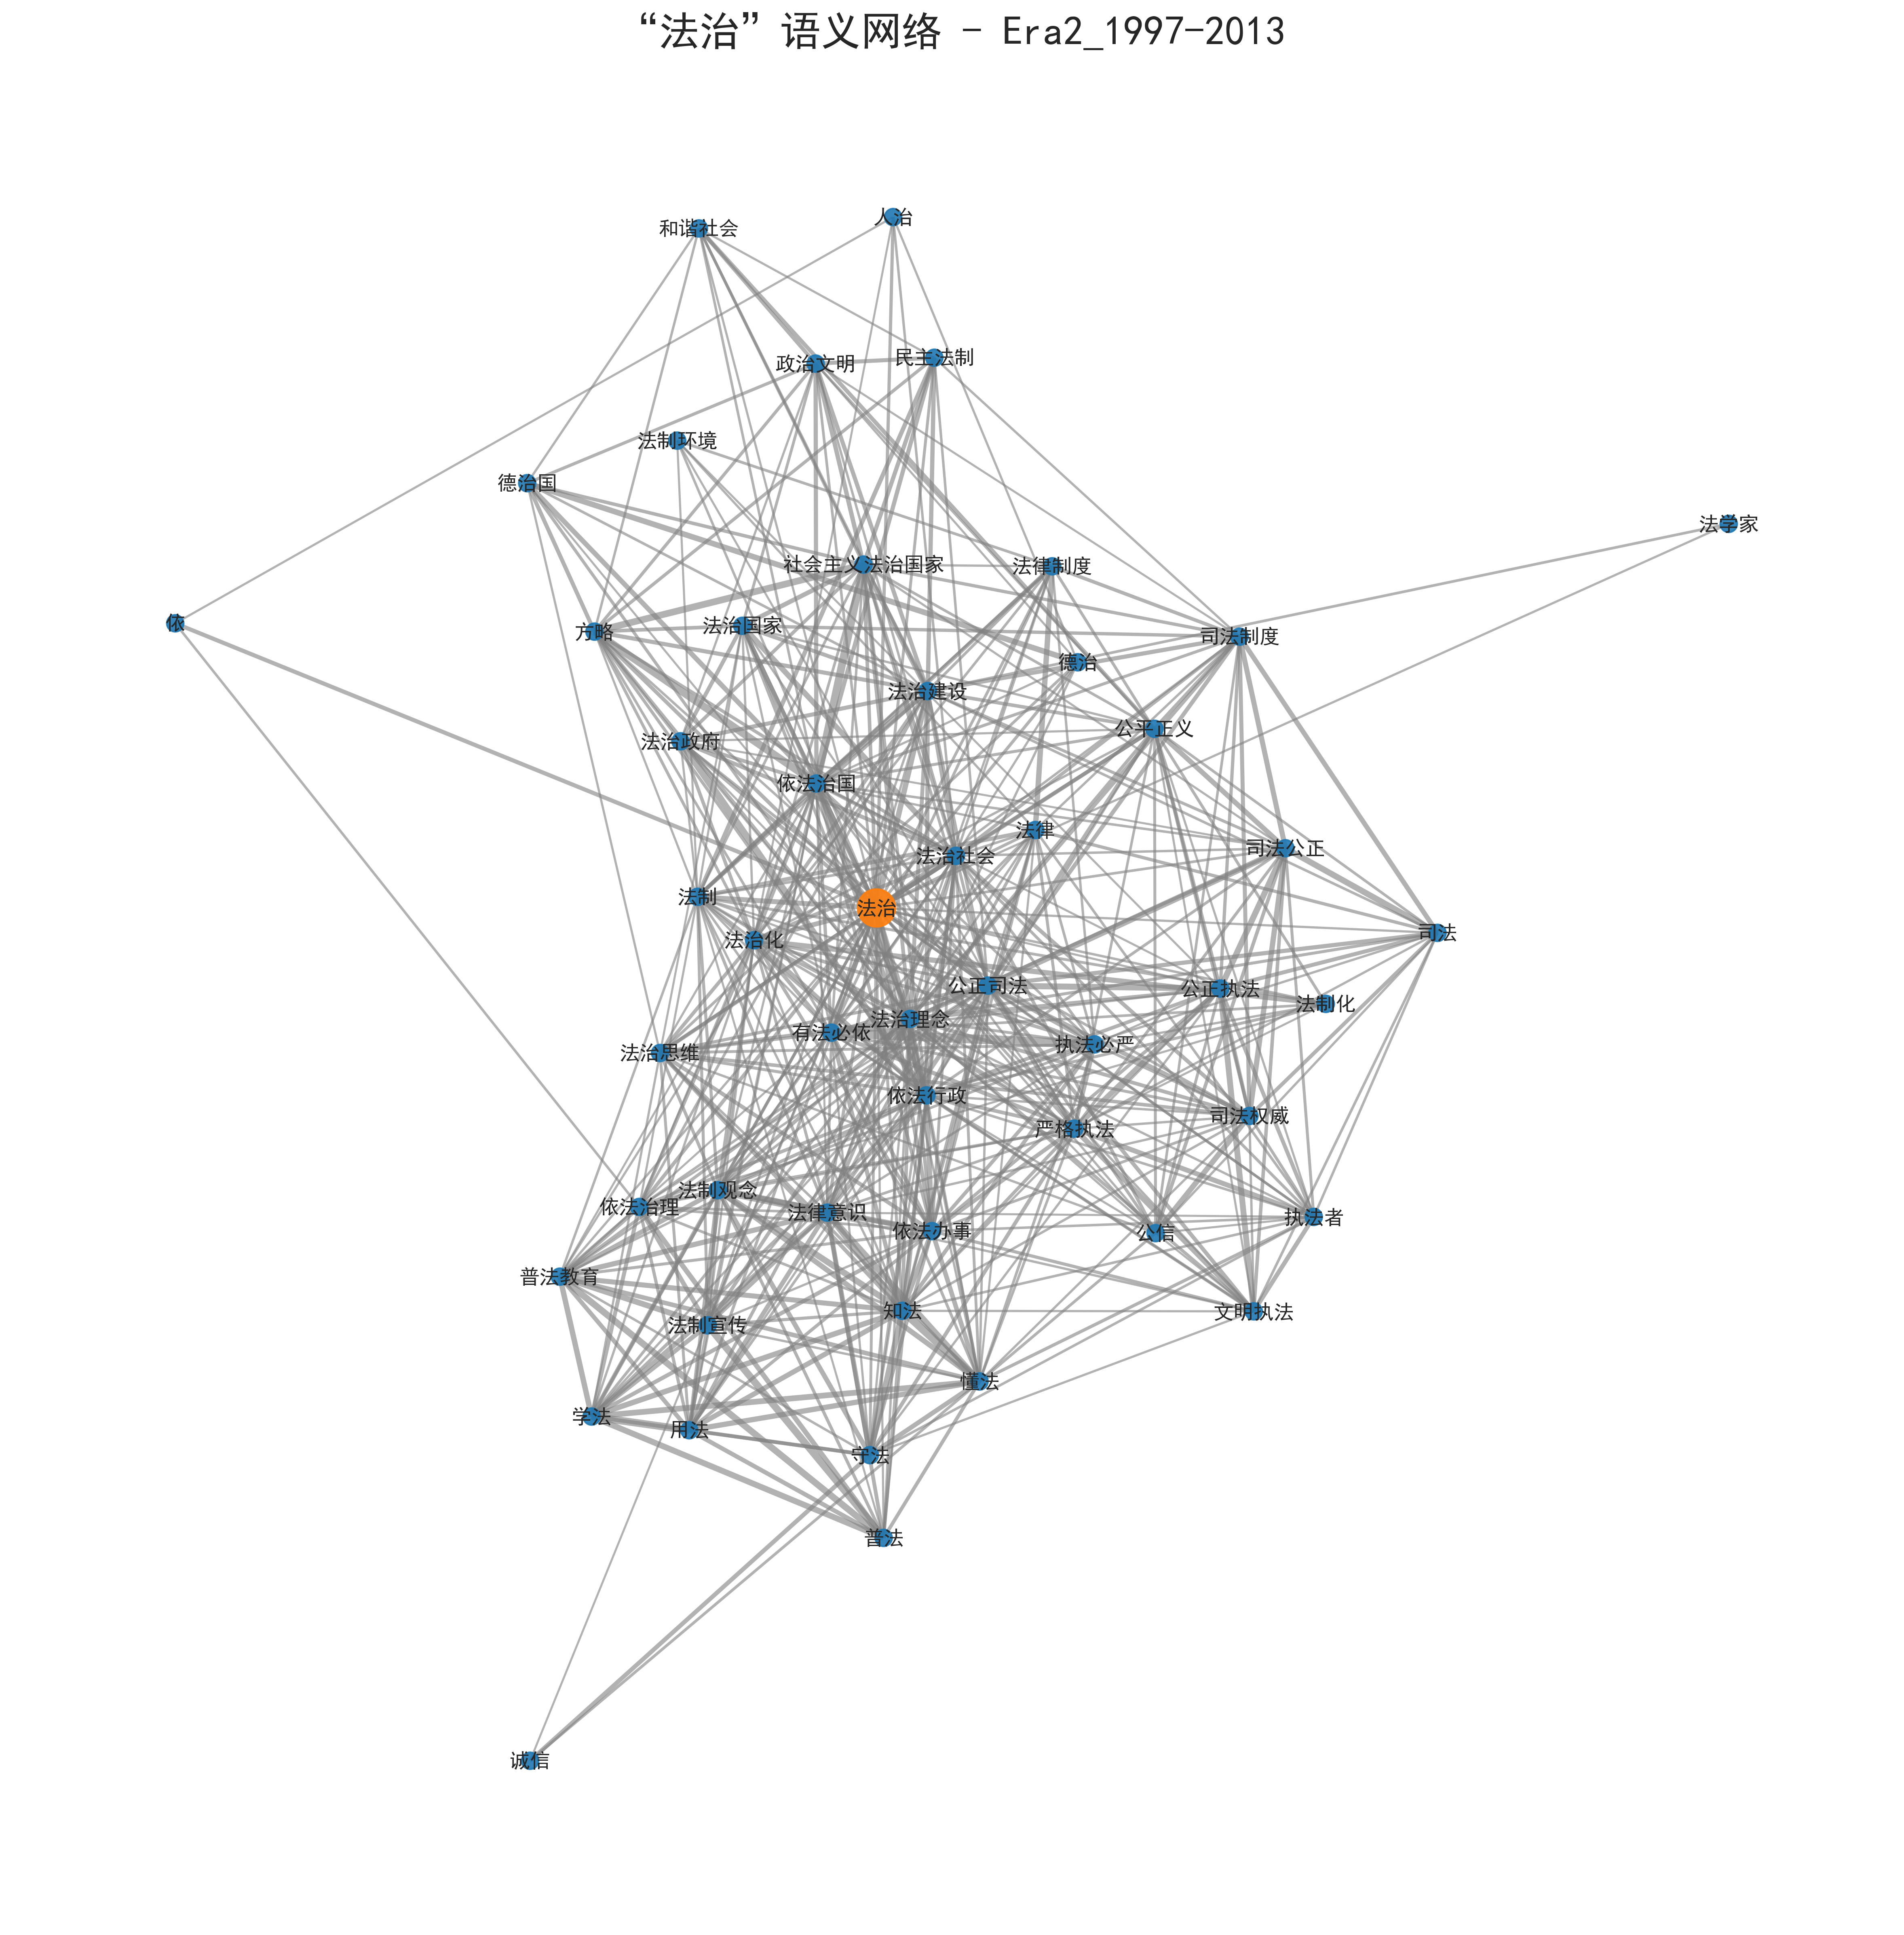 “法治”语义网络 - Era2_1997-2013
人治
和谐社会
民主法制
政治文明
法制环境
德治国
法学家
社会主义法治国家
法律制度
依
法治国家
方略
司法制度
德治
法治建设
公平正义
法治政府
依法治国
法律
司法公正
法治社会
法制
法治
司法
法治化
公正司法
公正执法
法制化
法治理念
有法必依
执法必严
法治思维
依法行政
司法权威
严格执法
法制观念
依法治理
法律意识
执法者
依法办事
公信
普法教育
知法
文明执法
法制宣传
懂法
学法
用法
守法
普法
诚信